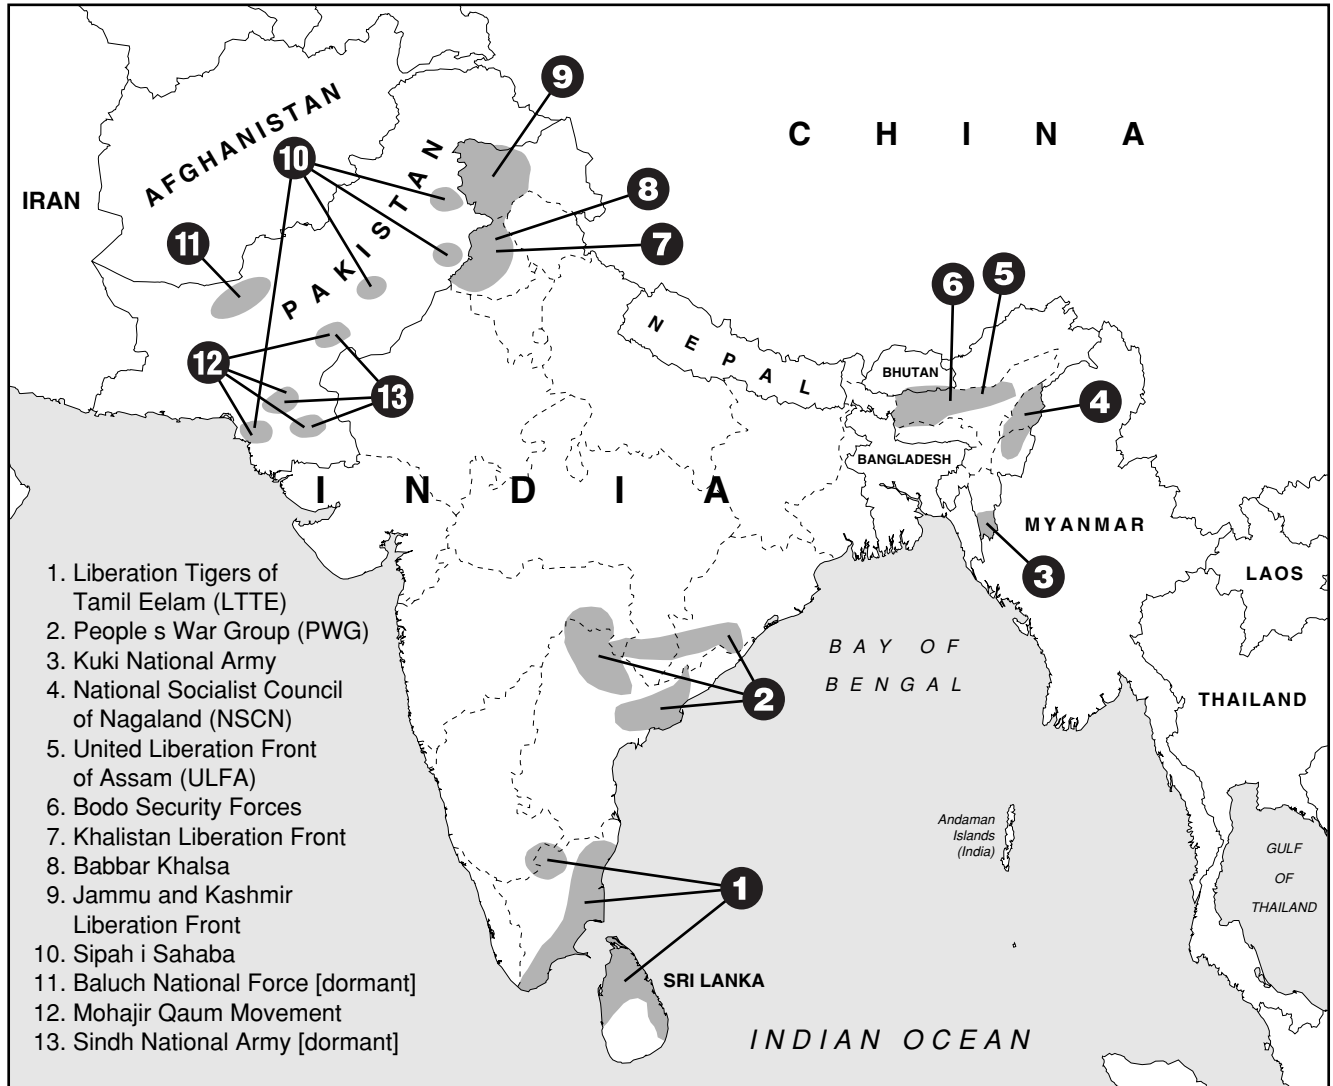 9
CHINA
AFGHANISTAN
10
PAKISTAN
8
IRAN
11
7
6
5
NEPAL
12
BHUTAN
13
4
BANGLADESH
INDIA
MYANMAR
3
LAOS
1. Liberation Tigers of
Tamil Eelam (LTTE)
2. People s War Group (PWG)
3. Kuki National Army
4. National Socialist Council
of Nagaland (NSCN)
5. United Liberation Front
of Assam (ULFA)
6. Bodo Security Forces
7. Khalistan Liberation Front
8. Babbar Khalsa
9. Jammu and Kashmir
Liberation Front
10. Sipah i Sahaba
11. Baluch National Force [dormant]
12. Mohajir Qaum Movement
13. Sindh National Army [dormant]
BAY OF
BENGAL
2
THAILAND
Andaman
Islands
(India)
GULF
OF
THAILAND
1
SRI LANKA
INDIAN OCEAN